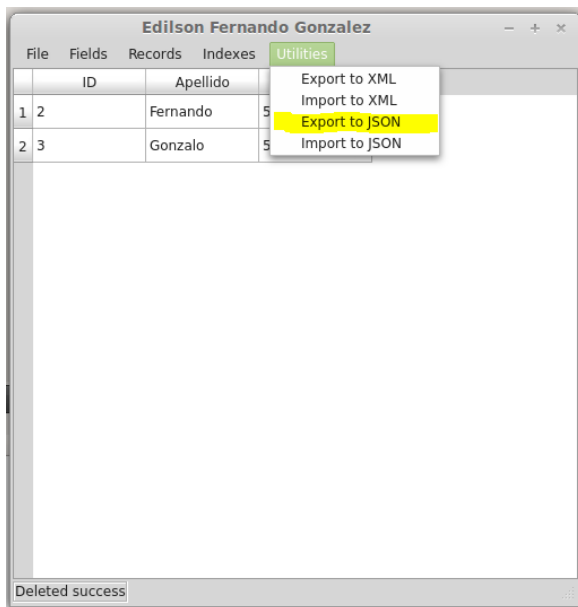 Edilson Fernando Gonzalez
File Fields Records Indexes Utilities
Export to XML
Import to XML
Export to JSON
Import to JSON
ID Apellido
1 2 Fernando 5
2 3 Gonzalo 5
Deleted success